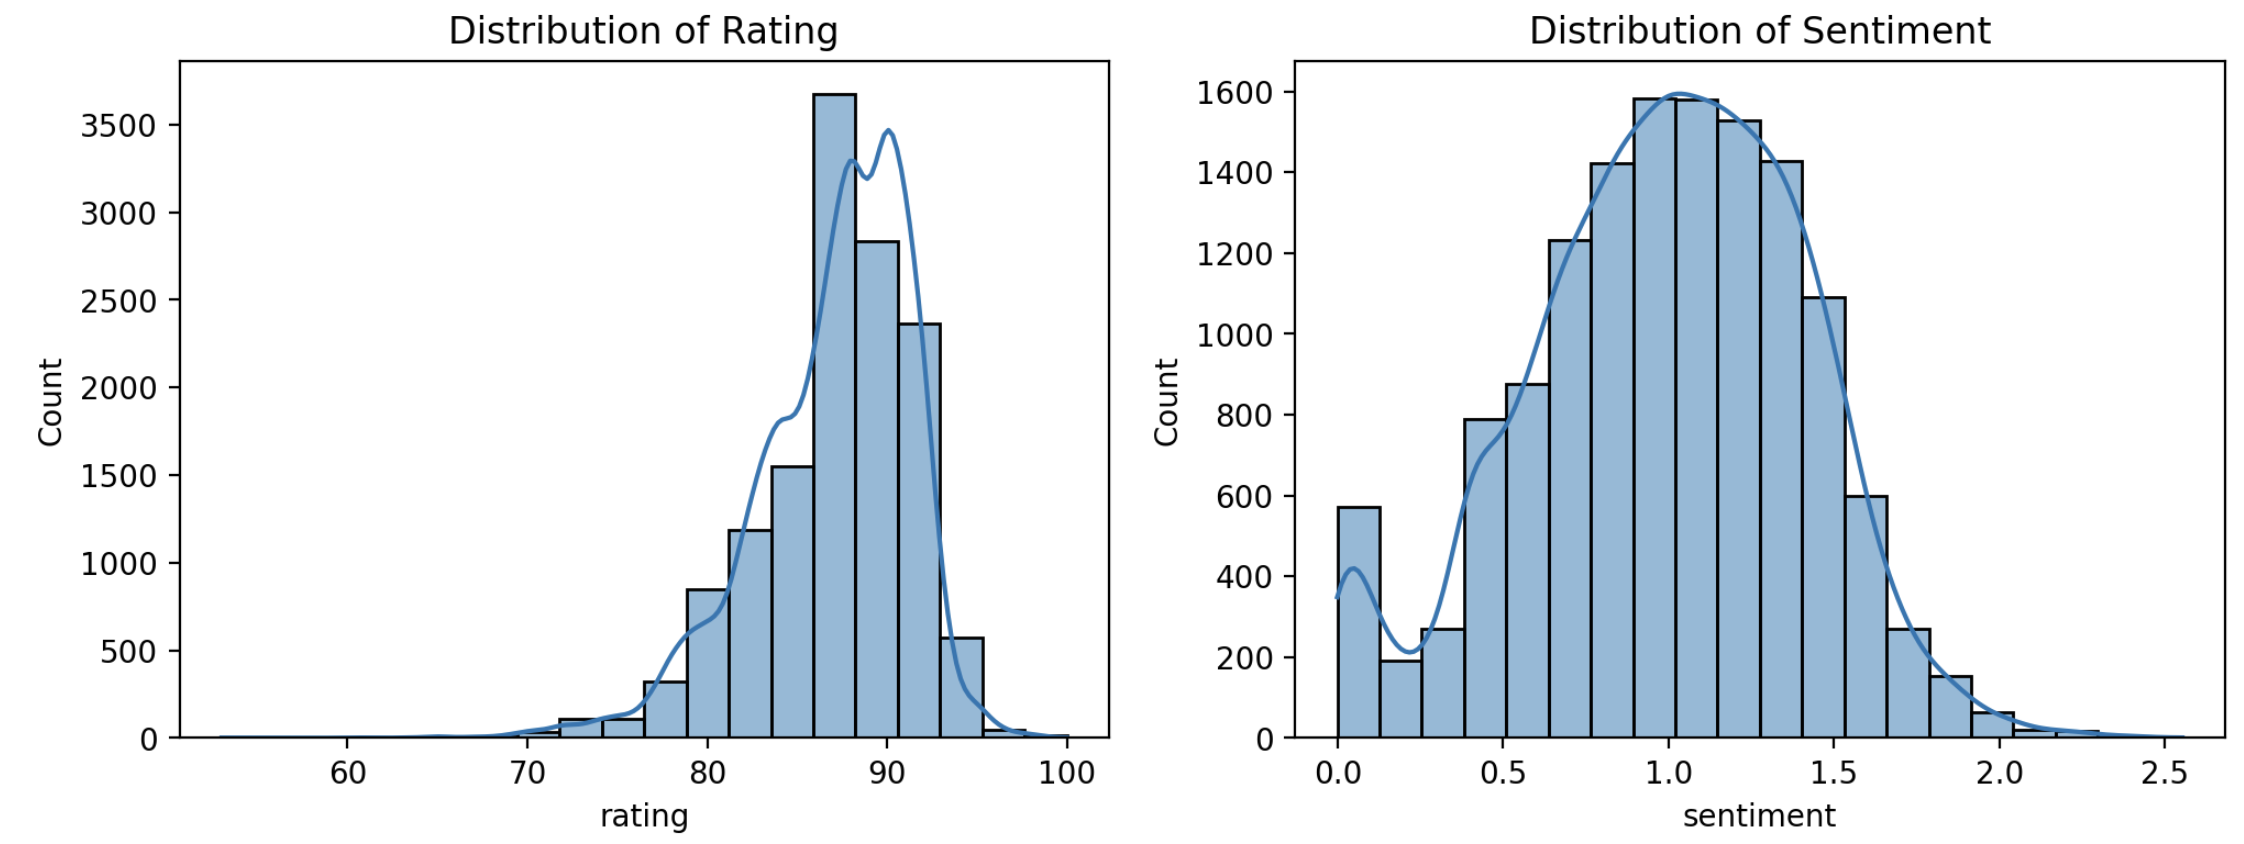 Distribution of Rating
Count
3500
3000
2500
2000
1500
1000
500
0
60 70 80 90 100
rating
Distribution of Sentiment
Count
1600
1400
1200
1000
800
600
400
200
0
0.0 0.5 1.0 1.5 2.0 2.5
sentiment